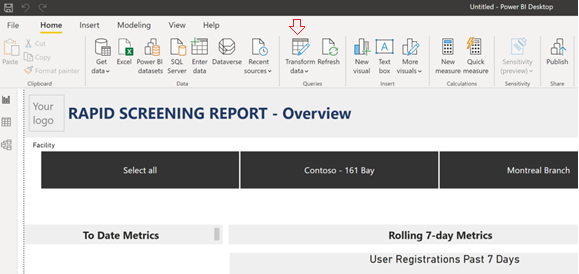 Untitled - Power BI Desktop
File Home Insert Modeling View Help
Paste
Cut
Copy
Format painter
Get data
Excel
Power BI datasets
SQL Server
Enter data
Dataverse
Recent sources
Transform data
Refresh
New visual
Text box
More visuals
New measure
Quick measure
Sensitivity (preview)
Publish
Clipboard Data Queries Insert Calculations Sensitivity Share
Your logo
RAPID SCREENING REPORT - Overview
Facility
Select all Contoso - 161 Bay Montreal Branch
To Date Metrics Rolling 7-day Metrics
User Registrations Past 7 Days